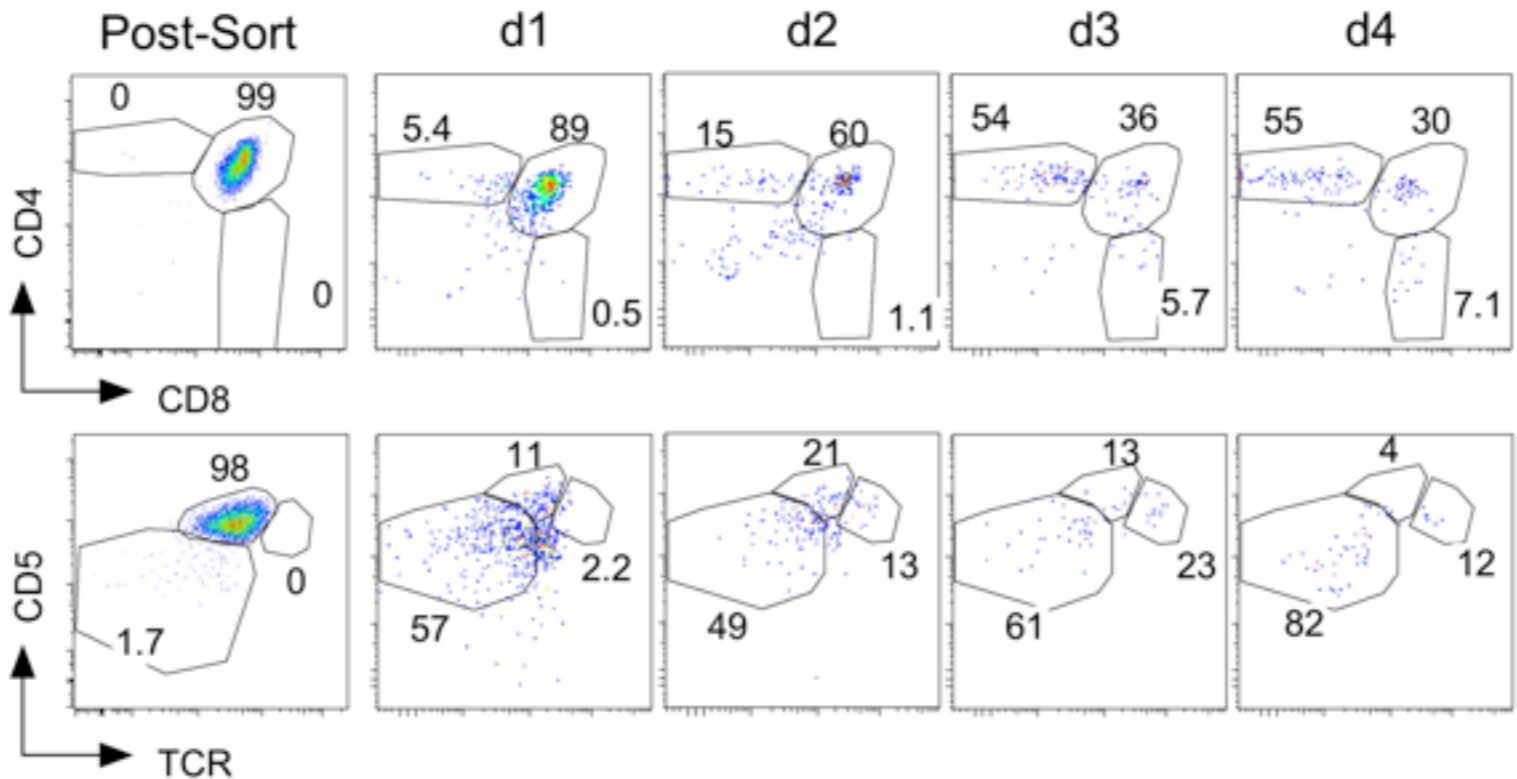 Post-Sort d1 d2 d3 d4
0 99 5.4 89 15 60 54 36 55 30
0 0.5 1.1 5.7 7.1
CD4
CD8
98 11 21 13 4
0 2.2 13 23 12
1.7 57 49 61 82
CD5
TCR